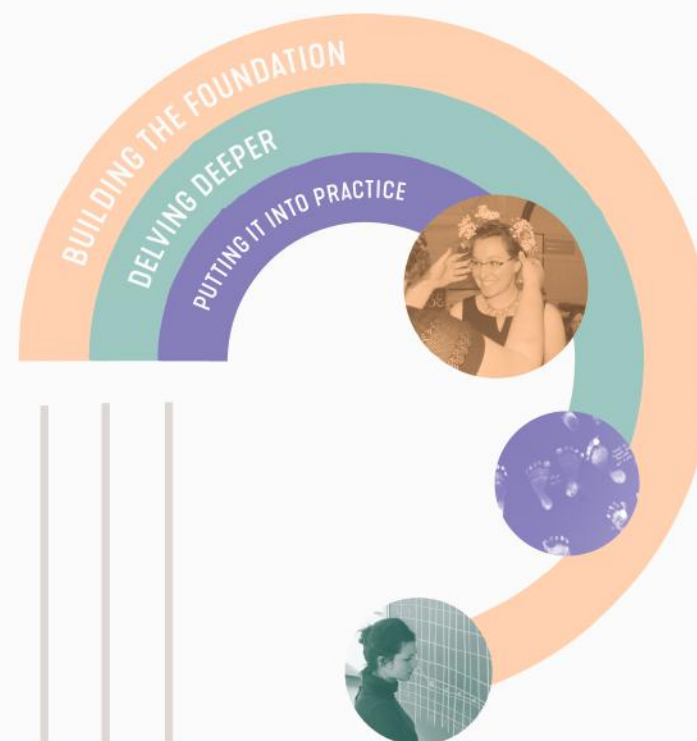 BUILDING THE FOUNDATION
DELVING DEEPER
PUTTING IT INTO PRACTICE